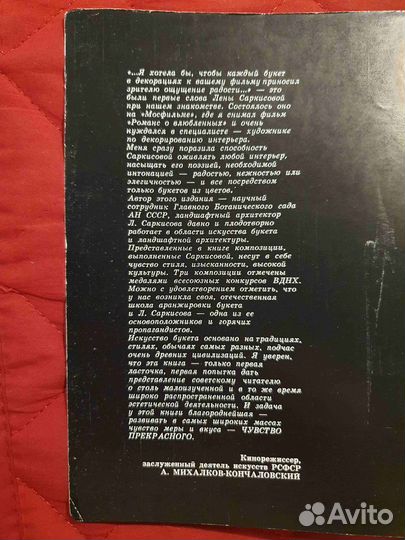 «...Я хотела бы, чтобы каждый букет
в декорациях к вашему фильму приносил
зрителю ощущение радости...» — это
были первые слова Лены Саркисовой
при нашем знакомстве. Состоялось оно
на «Мосфильме», где я снимал фильм
«Романс о влюбленных» и очень
нуждался в специалисте — художнике
по декорированию интерьера.
Меня сразу поразила способность
Саркисовой оживлять любой интерьер,
насыщать его поэзией, необходимой
интонацией — радостью, нежностью или
элегичностью — и все посредством
только букетов из цветов.
Автор этого издания — научный
сотрудник Главного Ботанического сада
АН СССР, ландшафтный архитектор
Л. Саркисова давно и плодотворно
работает в области искусства букета
и ландшафтной архитектуры.
Представленные в книге композиции,
выполненные Саркисовой, несут в себе
чувство стиля, изысканности, высокой
культуры. Три композиции отмечены
медалями всесоюзных конкурсов ВДНХ.
Можно с удовлетворением отметить, что
у нас возникла своя, отечественная
школа аранжировки букета
и Л. Саркисова — одна из ее
основоположников и горячих
пропагандистов.
Искусство букета основано на традициях,
стилях, обычаях самых разных, подчас
очень древних цивилизаций. Я уверен,
что эта книга — только первая
ласточка, первая попытка дать
представление советскому читателю
о столь малоизученной и в то же время
широко распространенной области
эстетической деятельности. И задача
у этой книги благороднейшая —
развивать в самых широких массах
чувство меры и вкуса — ЧУВСТВО
ПРЕКРАСНОГО.
Кинорежиссер,
заслуженный деятель искусств РСФСР
А. МИХАЛКОВ-КОНЧАЛОВСКИЙ
Avito